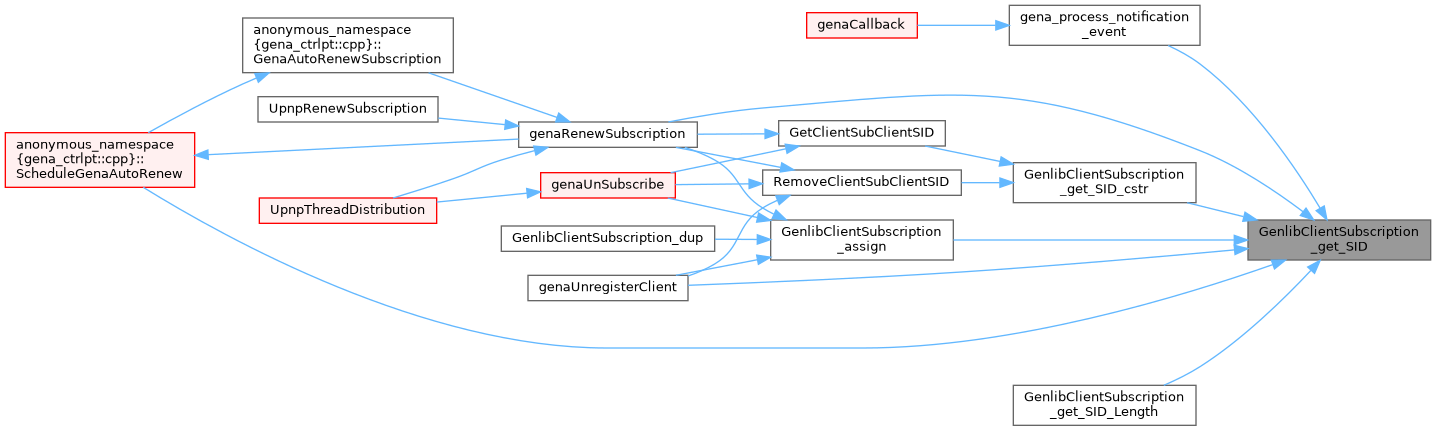 gena_process_notification
_event
genaCallback
anonymous_namespace
{gena_ctrlpt::cpp}::
GenaAutoRenewSubscription
UpnpRenewSubscription
genaRenewSubscription
GetClientSubClientSID
anonymous_namespace
{gena_ctrlpt::cpp}::
ScheduleGenaAutoRenew
genaUnSubscribe
RemoveClientSubClientSID
GenlibClientSubscription
_get_SID_cstr
UpnpThreadDistribution
GenlibClientSubscription_dup
GenlibClientSubscription
_assign
GenlibClientSubscription
_get_SID
genaUnregisterClient
GenlibClientSubscription
_get_SID_Length